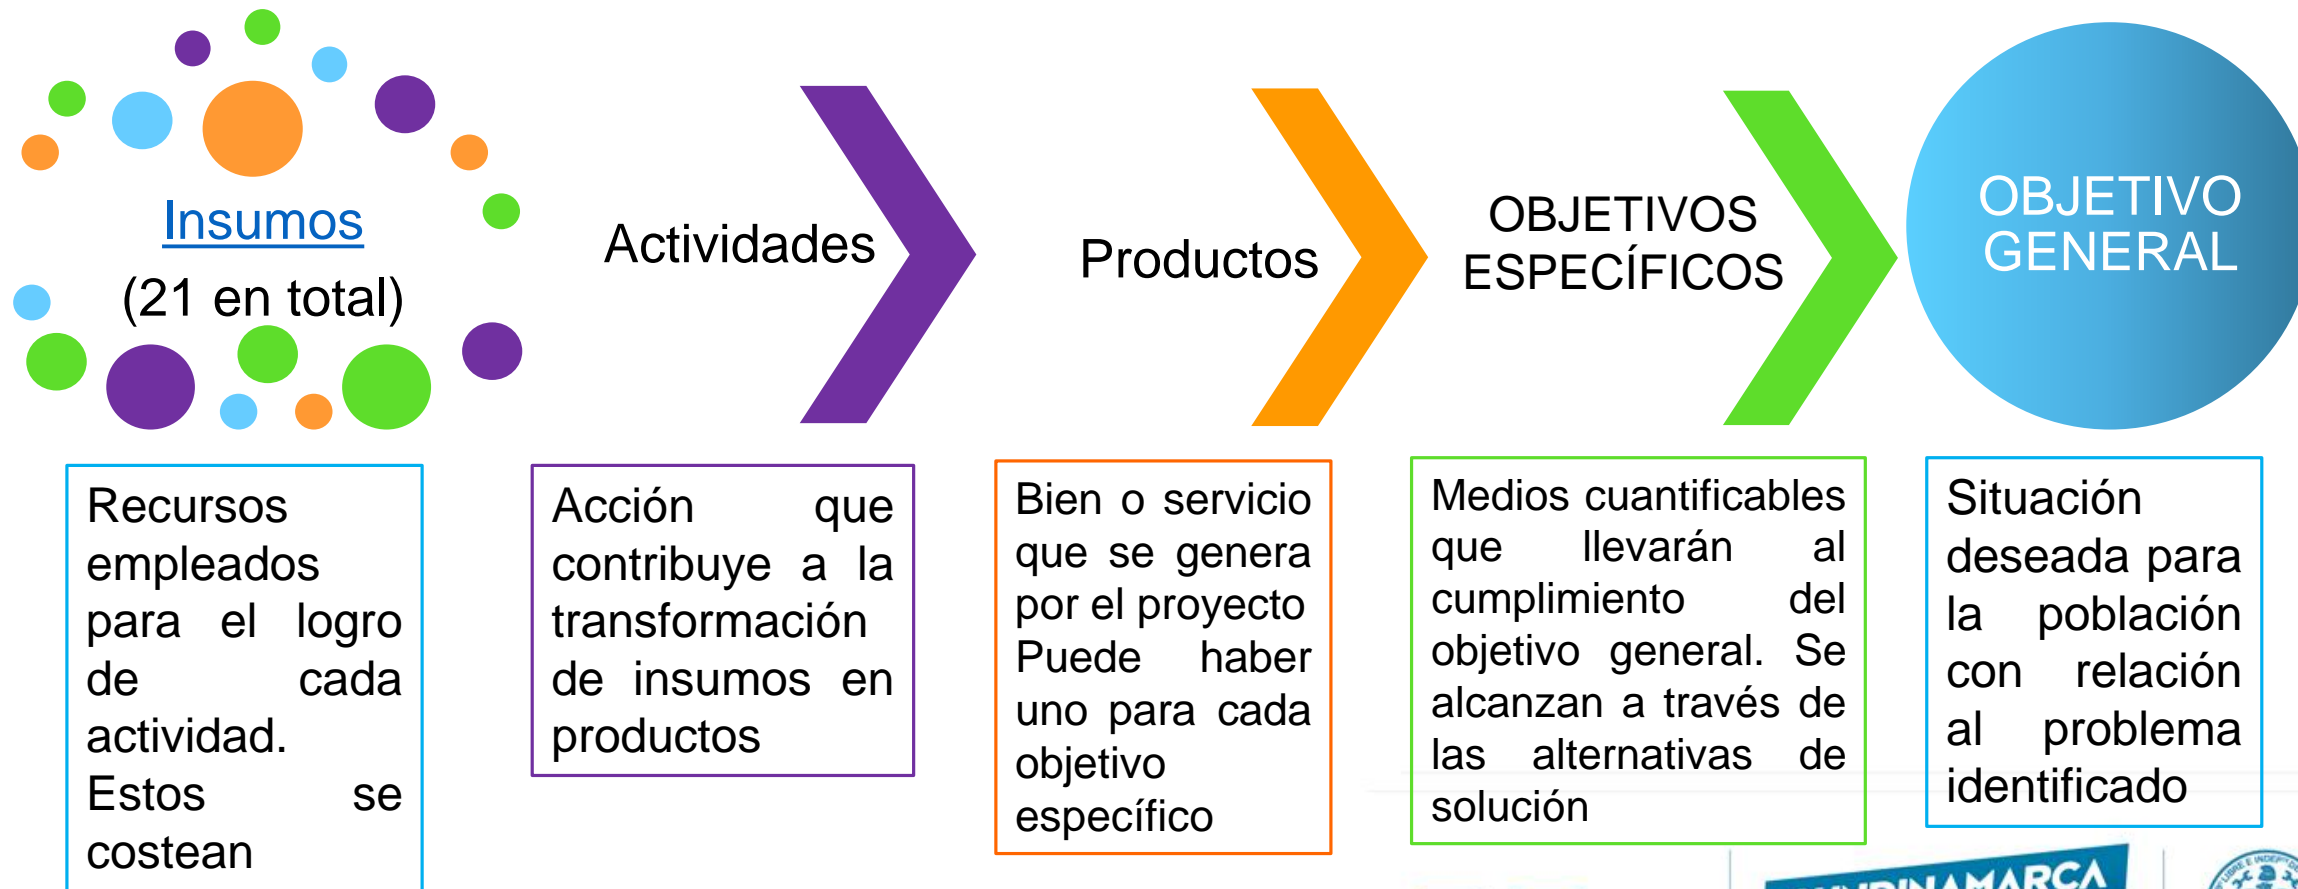 Insumos
(21 en total)
Actividades
Productos
OBJETIVOS
ESPECÍFICOS
OBJETIVO
GENERAL
Recursos
empleados
para el logro
de cada
actividad.
Estos se
costean
Acción que
contribuye a la
transformación
de insumos en
productos
Bien o servicio
que se genera
por el proyecto
Puede haber
uno para cada
objetivo
específico
Medios cuantificables
que llevarán al
cumplimiento del
objetivo general. Se
alcanzan a través de
las alternativas de
solución
Situación
deseada para
la población
con relación
al problema
identificado